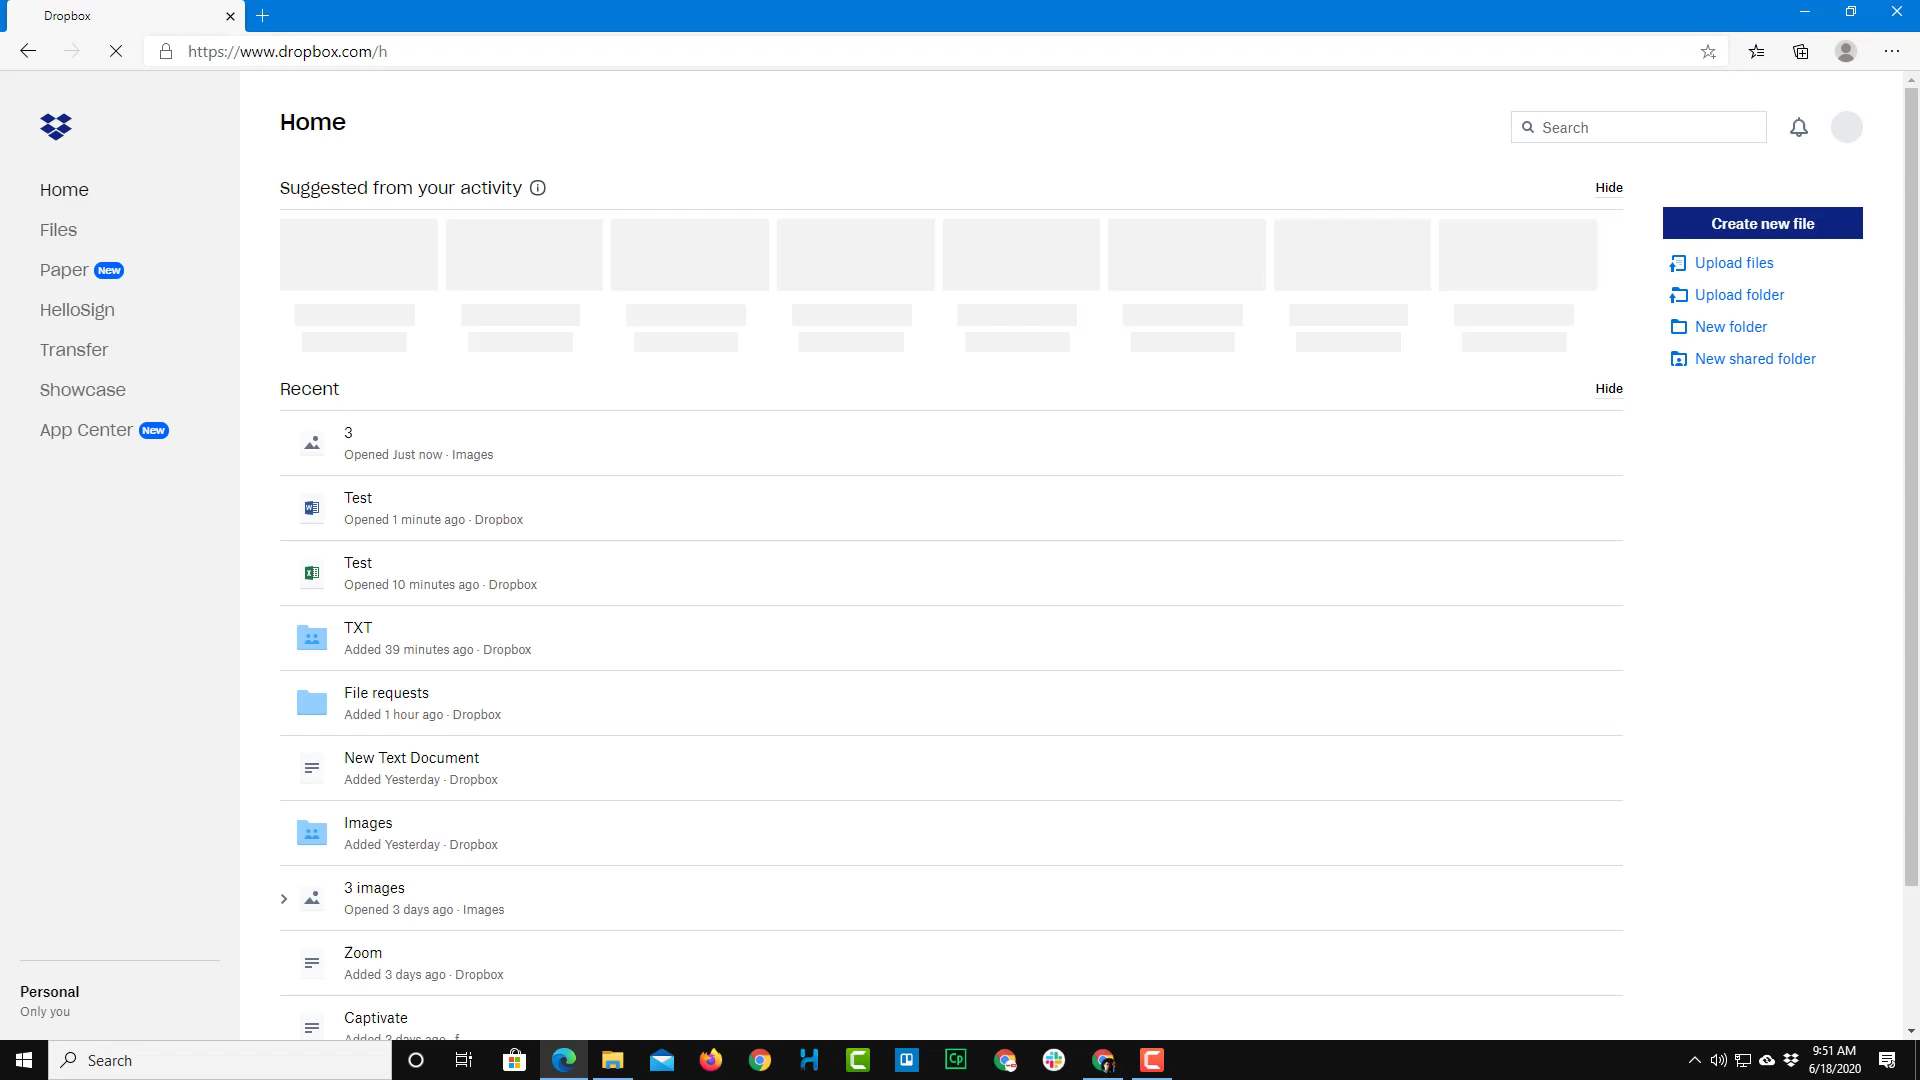 Dropbox
https://www.dropbox.com/h
Home
Search
Home
Files
Paper New
HelloSign
Transfer
Showcase
App Center New
Suggested from your activity
Hide
Create new file
Upload files
Upload folder
New folder
New shared folder
Recent
Hide
3
Opened Just now · Images
Test
Opened 1 minute ago · Dropbox
Test
Opened 10 minutes ago · Dropbox
TXT
Added 39 minutes ago · Dropbox
File requests
Added 1 hour ago · Dropbox
New Text Document
Added Yesterday · Dropbox
Images
Added Yesterday · Dropbox
3 images
Opened 3 days ago · Images
Zoom
Added 3 days ago · Dropbox
Captivate
Added 3 days ago · f
Personal
Only you
Search
9:51 AM
6/18/2020